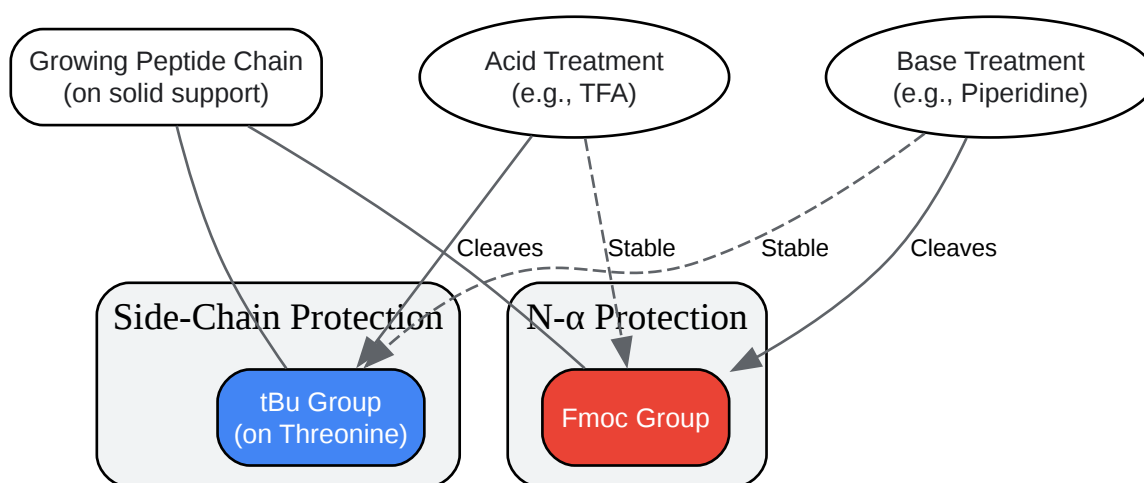 Growing Peptide Chain
(on solid support)
Acid Treatment
(e.g., TFA)
Base Treatment
(e.g., Piperidine)
Cleaves
Stable
Stable
Cleaves
Side-Chain Protection
N-α Protection
tBu Group
(on Threonine)
Fmoc Group